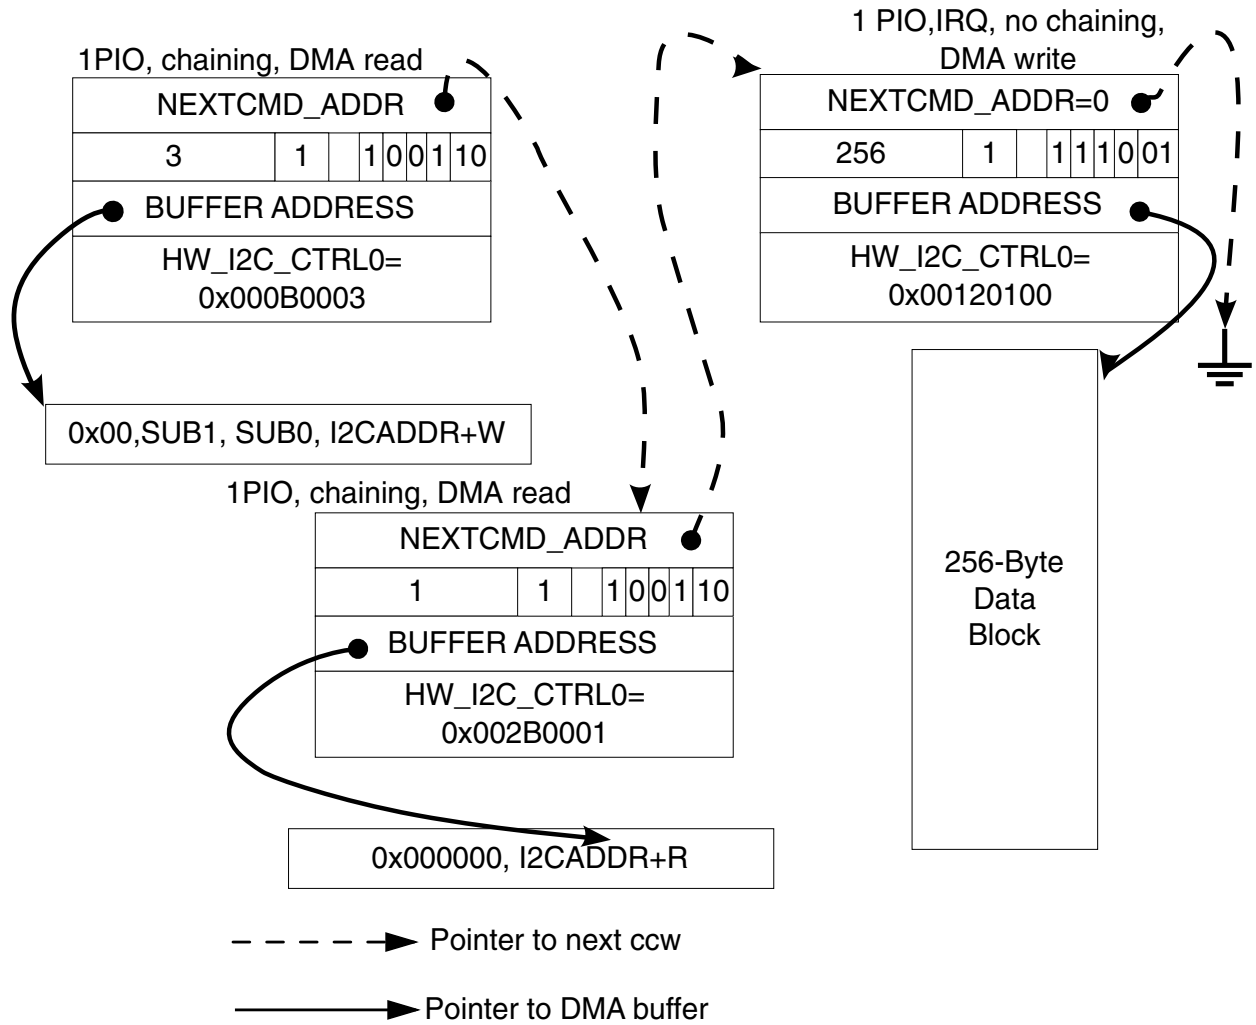 1PIO, chaining, DMA read
NEXTCMD_ADDR
3 1 1 0 0 1 10
BUFFER ADDRESS
HW_I2C_CTRL0=
0x000B0003
0x00,SUB1, SUB0, I2CADDR+W
1 PIO,IRQ, no chaining,
DMA write
NEXTCMD_ADDR=0
256 1 1 1 1 0 01
BUFFER ADDRESS
HW_I2C_CTRL0=
0x00120100
1PIO, chaining, DMA read
NEXTCMD_ADDR
1 1 1 0 0 1 10
BUFFER ADDRESS
HW_I2C_CTRL0=
0x002B0001
0x000000, I2CADDR+R
256-Byte
Data
Block
Pointer to next ccw
Pointer to DMA buffer